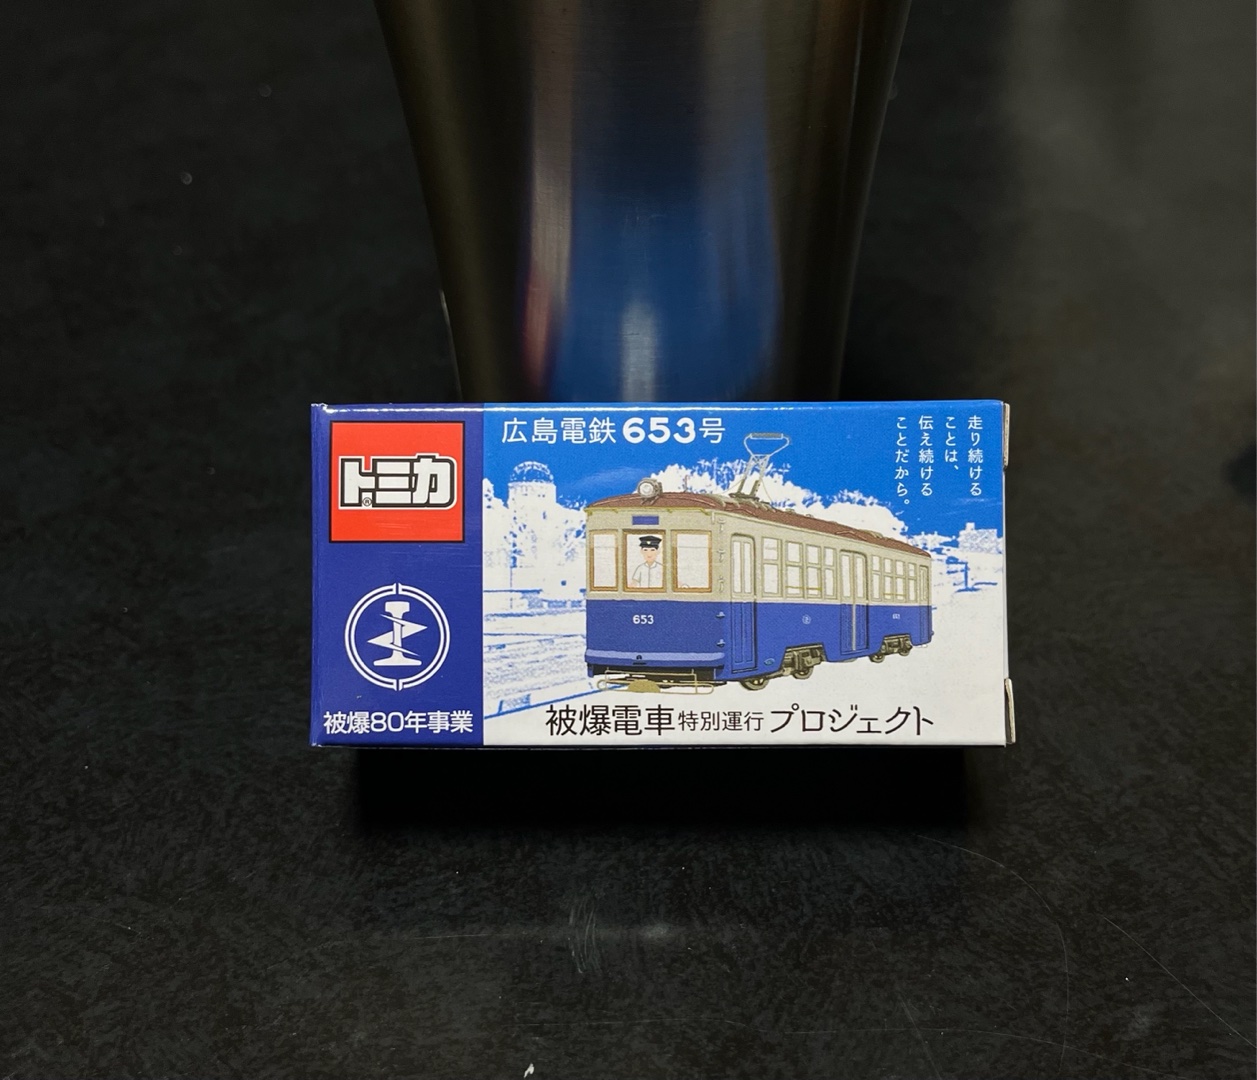 トミカ
®
被爆80年事業
広島電鉄653号
走り続ける
ことは、
伝え続ける
ことだから。
653
被爆電車特別運行プロジェクト